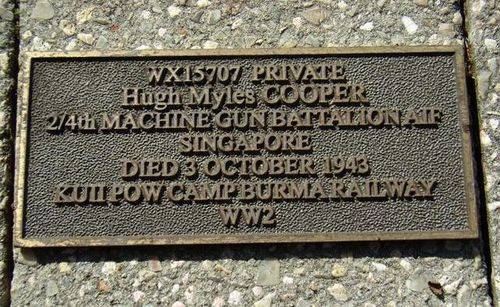 WX15707 PRIVATE
Hugh Myles COOPER
2/4th MACHINE GUN BATTALION AIF
SINGAPORE
DIED 3 OCTOBER 1943
KUII POW CAMP BURMA RAILWAY
WW2